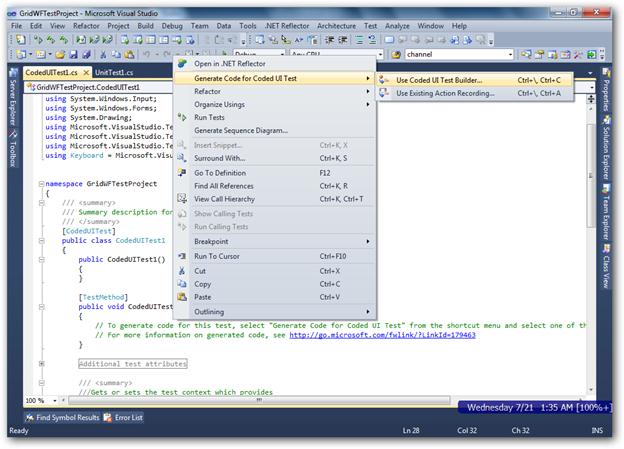 GridWFTestProject - Microsoft Visual Studio
File Edit View Refactor Project Build Debug Team Data Tools .NET Reflector Architecture Test Analyze Window Help
Debug Any CPU channel
CodedUITest1.cs UnitTest1.cs
GridWFTestProject.CodedUITest1
Server Explorer
Toolbox
using System.Windows.Input;
using System.Windows.Forms;
using System.Drawing;
using Microsoft.VisualStudio.Te
using Microsoft.VisualStudio.Te
using Microsoft.VisualStudio.Te
using Keyboard = Microsoft.Visu
namespace GridWFTestProject
{
/// <summary>
/// Summary description for
/// </summary>
[CodedUITest]
public class CodedUITest1
{
public CodedUITest1()
{
}
[TestMethod]
public void CodedUITest
{
// To generate code for this test, select "Generate Code for Coded UI Test" from the shortcut menu and select one of th
// For more information on generated code, see http://go.microsoft.com/fwlink/?LinkId=179463
}
Additional test attributes
/// <summary>
///Gets or sets the test context which provides
Open in .NET Reflector
Generate Code for Coded UI Test
Refactor
Organize Usings
Run Tests
Generate Sequence Diagram...
Insert Snippet... Ctrl+K, X
Surround With... Ctrl+K, S
Go To Definition F12
Find All References Ctrl+K, R
View Call Hierarchy Ctrl+K, Ctrl+T
Show Calling Tests
Run Calling Tests
Breakpoint
Run To Cursor Ctrl+F10
Cut Ctrl+X
Copy Ctrl+C
Paste Ctrl+V
Outlining
Use Coded UI Test Builder... Ctrl+\, Ctrl+C
Use Existing Action Recording... Ctrl+\, Ctrl+A
Properties
Solution Explorer
Team Explorer
Class View
100 %
Wednesday 7/21 1:35 AM [100%+]
Find Symbol Results Error List
Ready Ln 28 Col 32 Ch 32 INS